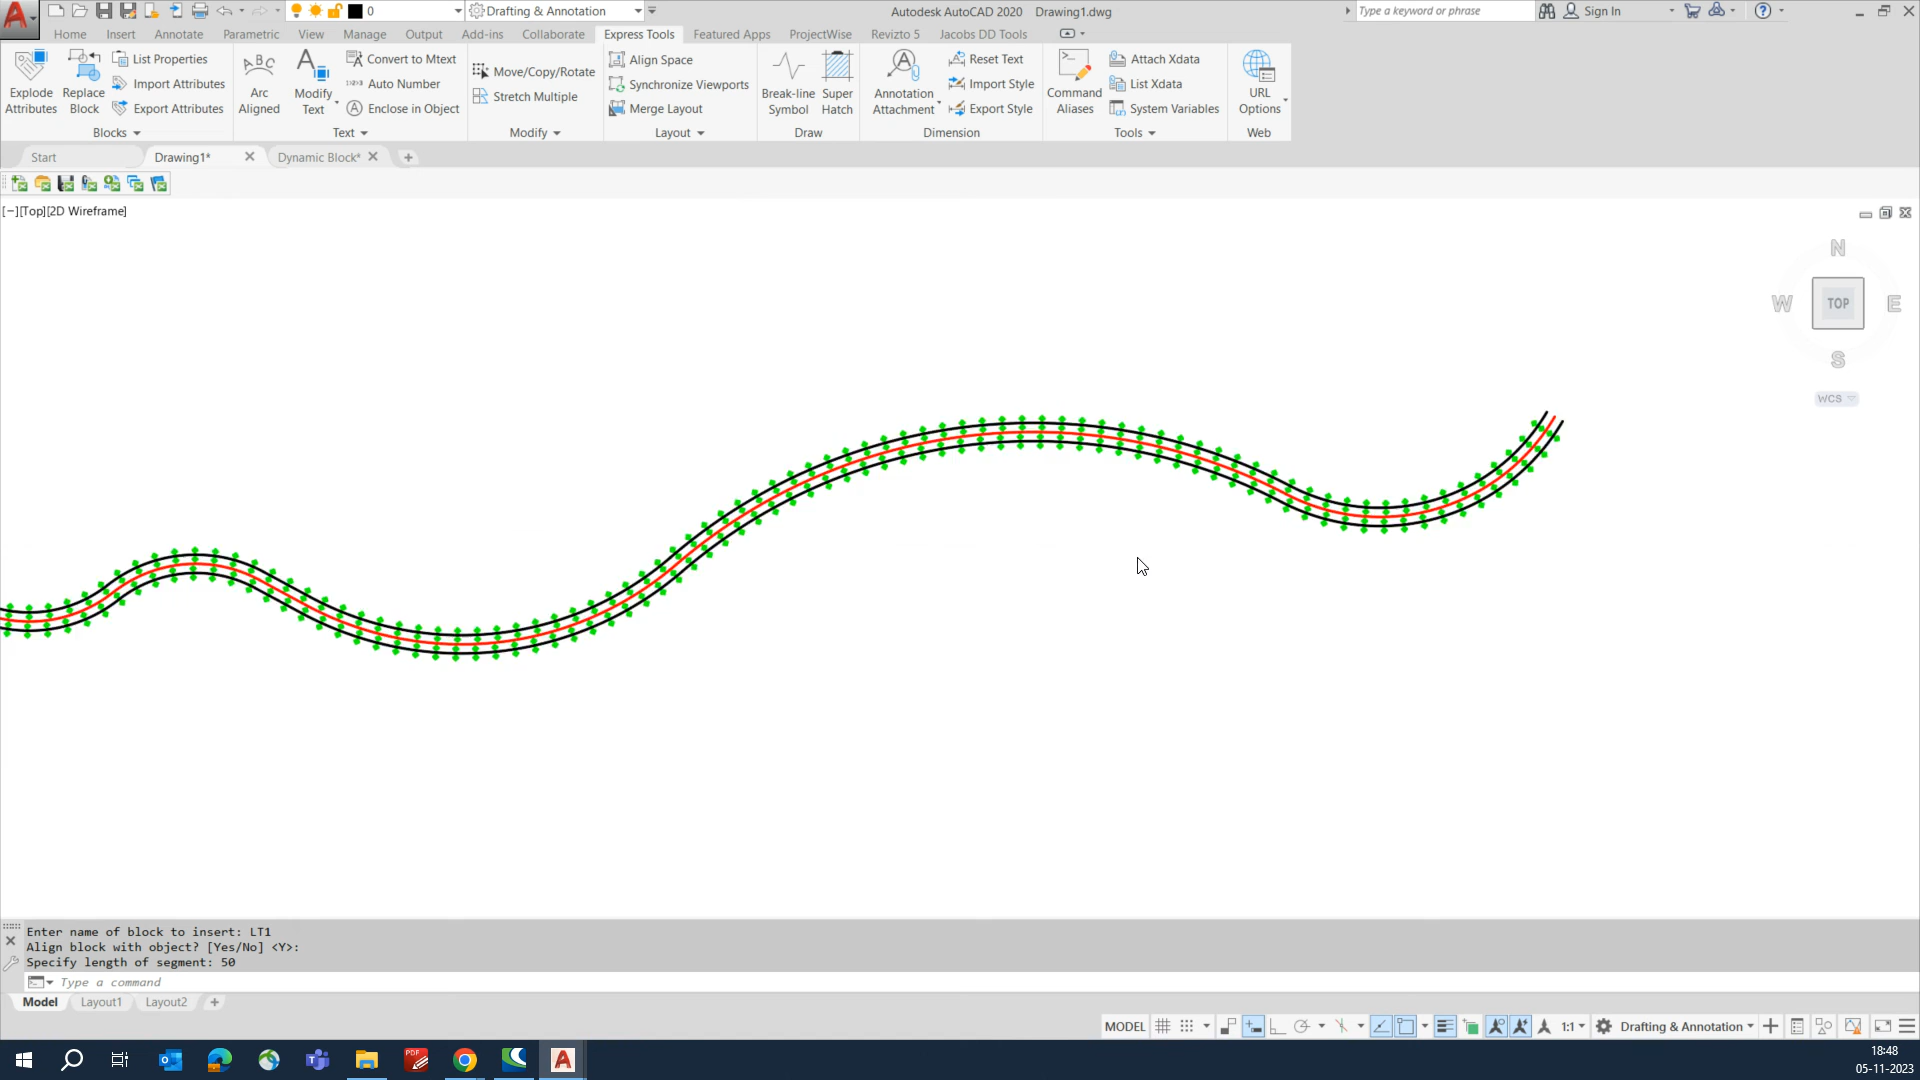 0
Drafting & Annotation
Autodesk AutoCAD 2020 Drawing1.dwg
Type a keyword or phrase
Sign In
Home Insert Annotate Parametric View Manage Output Add-ins Collaborate Express Tools Featured Apps ProjectWise Revizto 5 Jacobs DD Tools
Explode
Attributes
Replace
Block
List Properties
Import Attributes
Export Attributes
Blocks
ABC
Arc
Aligned
Modify
Text
Convert to Mtext
Auto Number
Enclose in Object
Text
Move/Copy/Rotate
Stretch Multiple
Modify
Align Space
Synchronize Viewports
Merge Layout
Layout
Break-line
Symbol
Super
Hatch
Draw
Annotation
Attachment
Reset Text
Import Style
Export Style
Dimension
Command
Aliases
Attach Xdata
List Xdata
System Variables
Tools
URL
Options
Web
Start Drawing1* Dynamic Block*
[−][Top][2D Wireframe]
N
W TOP E
S
WCS
Enter name of block to insert: LT1
Align block with object? [Yes/No] <Y>:
Specify length of segment: 50
Type a command
Model Layout1 Layout2
MODEL 1:1 Drafting & Annotation
18:48
05-11-2023